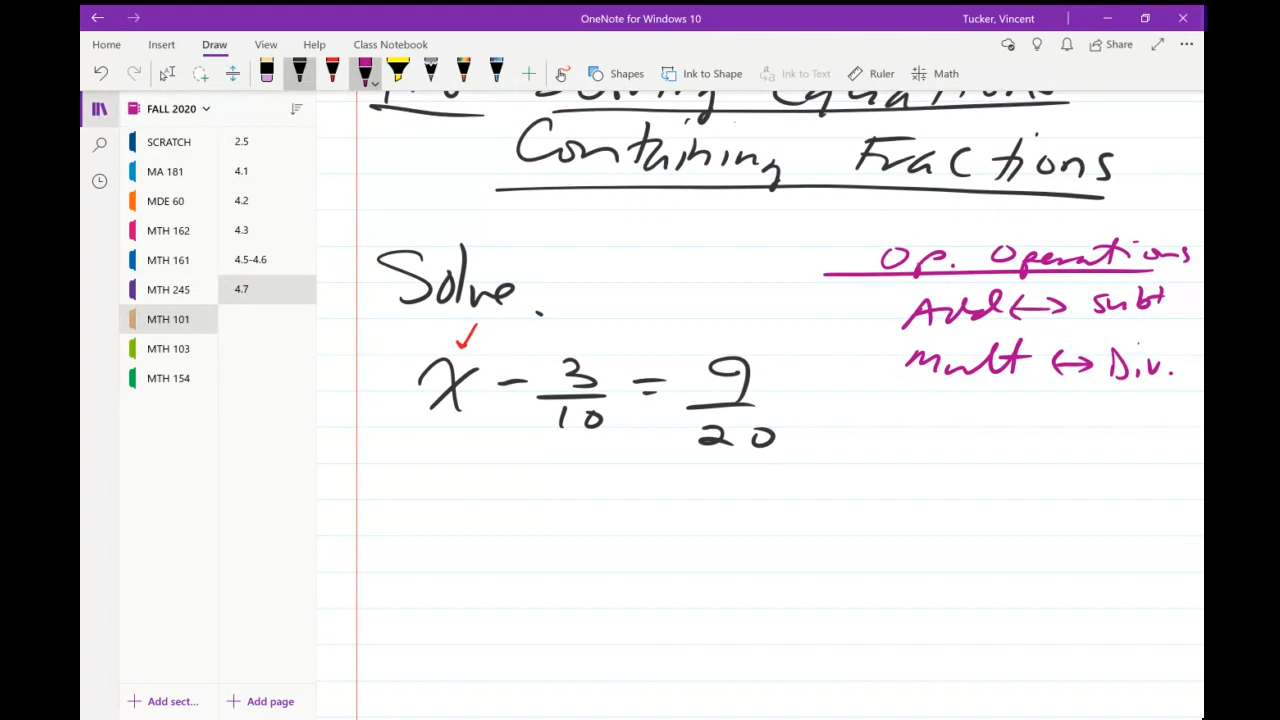 OneNote for Windows 10
Tucker, Vincent
Home Insert Draw View Help Class Notebook
Share
Shapes Ink to Shape Ink to Text Ruler Math
FALL 2020
SCRATCH
MA 181
MDE 60
MTH 162
MTH 161
MTH 245
MTH 101
MTH 103
MTH 154
2.5
4.1
4.2
4.3
4.5-4.6
4.7
Solving Equations
Containing Fractions
Solve.
x - 3/10 = 9/20
Op. Operations
Add <-> Subt
Mult <-> Div.
Add sect...
Add page